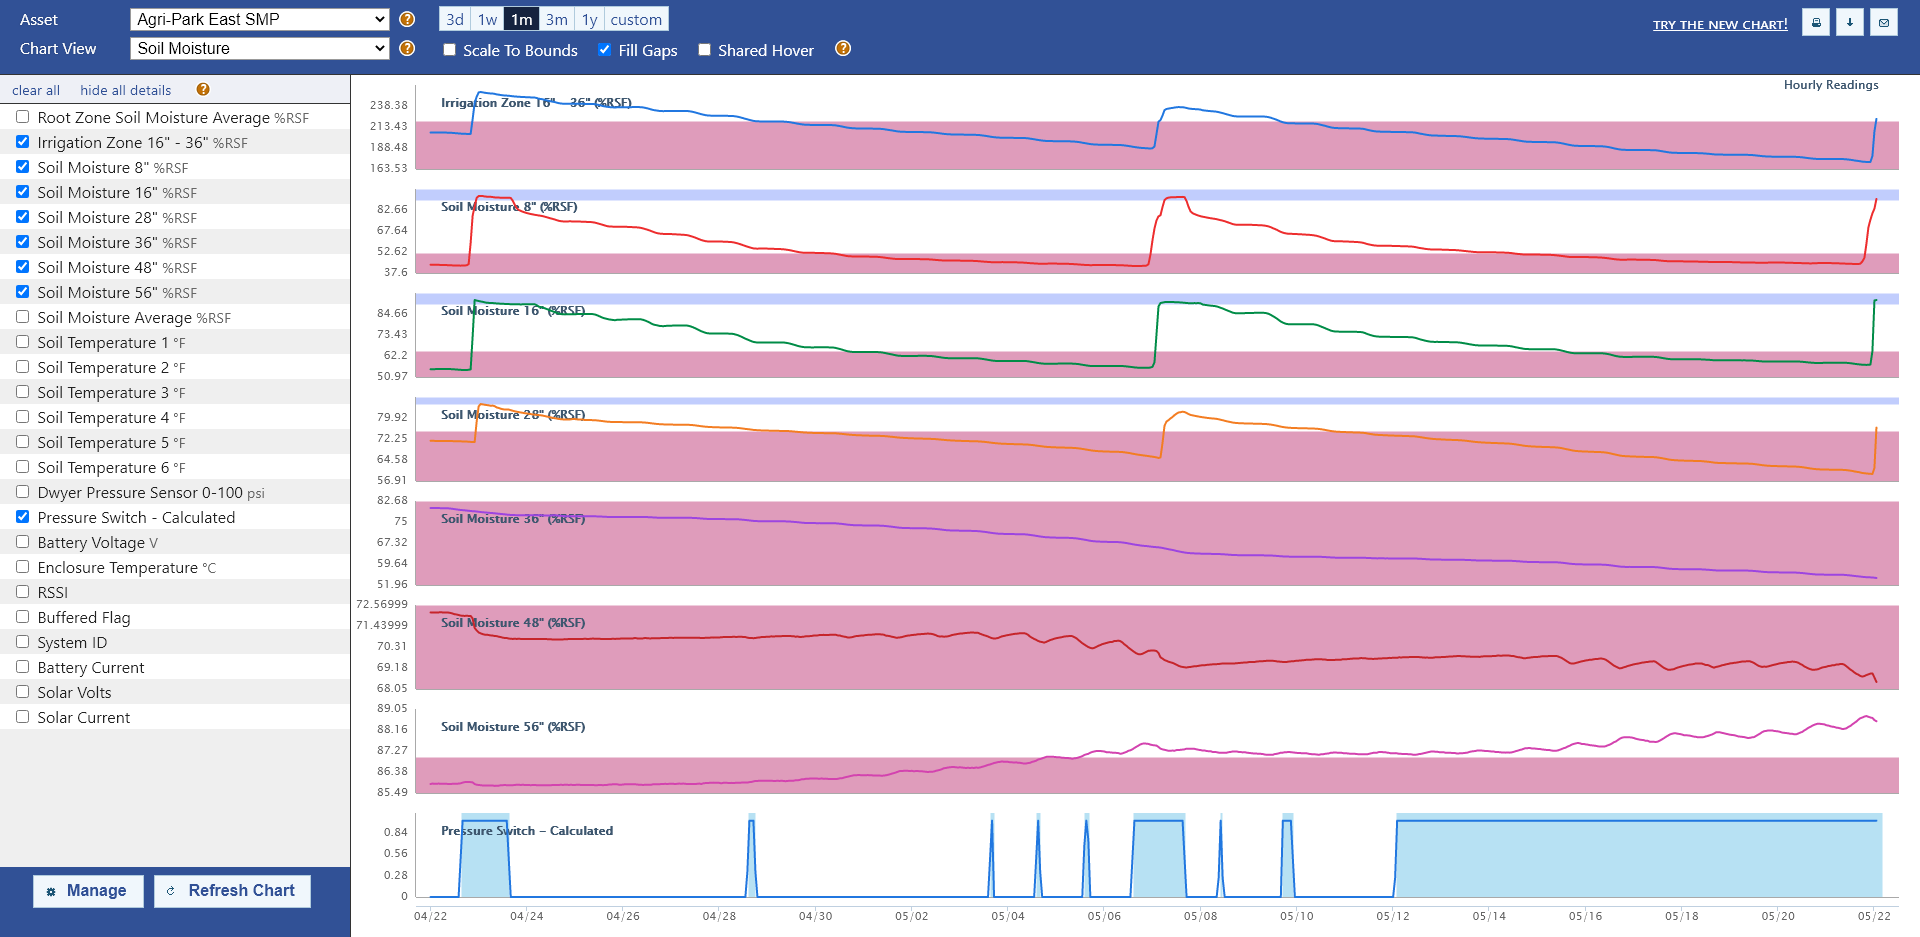 Asset Agri-Park East SMP ?
3d 1w 1m 3m 1y custom
TRY THE NEW CHART!
Chart View Soil Moisture ?
Scale To Bounds Fill Gaps Shared Hover ?
clear all hide all details ?
Root Zone Soil Moisture Average %RSF
Irrigation Zone 16" - 36" %RSF
Soil Moisture 8" %RSF
Soil Moisture 16" %RSF
Soil Moisture 28" %RSF
Soil Moisture 36" %RSF
Soil Moisture 48" %RSF
Soil Moisture 56" %RSF
Soil Moisture Average %RSF
Soil Temperature 1 °F
Soil Temperature 2 °F
Soil Temperature 3 °F
Soil Temperature 4 °F
Soil Temperature 5 °F
Soil Temperature 6 °F
Dwyer Pressure Sensor 0-100 psi
Pressure Switch - Calculated
Battery Voltage V
Enclosure Temperature °C
RSSI
Buffered Flag
System ID
Battery Current
Solar Volts
Solar Current
Manage
Refresh Chart
Hourly Readings
Irrigation Zone 16" - 36" (%RSF)
238.38
213.43
188.48
163.53
Soil Moisture 8" (%RSF)
82.66
67.64
52.62
37.6
Soil Moisture 16" (%RSF)
84.66
73.43
62.2
50.97
Soil Moisture 28" (%RSF)
79.92
72.25
64.58
56.91
82.68
Soil Moisture 36" (%RSF)
75
67.32
59.64
51.96
72.56999
Soil Moisture 48" (%RSF)
71.43999
70.31
69.18
68.05
89.05
Soil Moisture 56" (%RSF)
88.16
87.27
86.38
85.49
Pressure Switch - Calculated
0.84
0.56
0.28
0
04/22 04/24 04/26 04/28 04/30 05/02 05/04 05/06 05/08 05/10 05/12 05/14 05/16 05/18 05/20 05/22